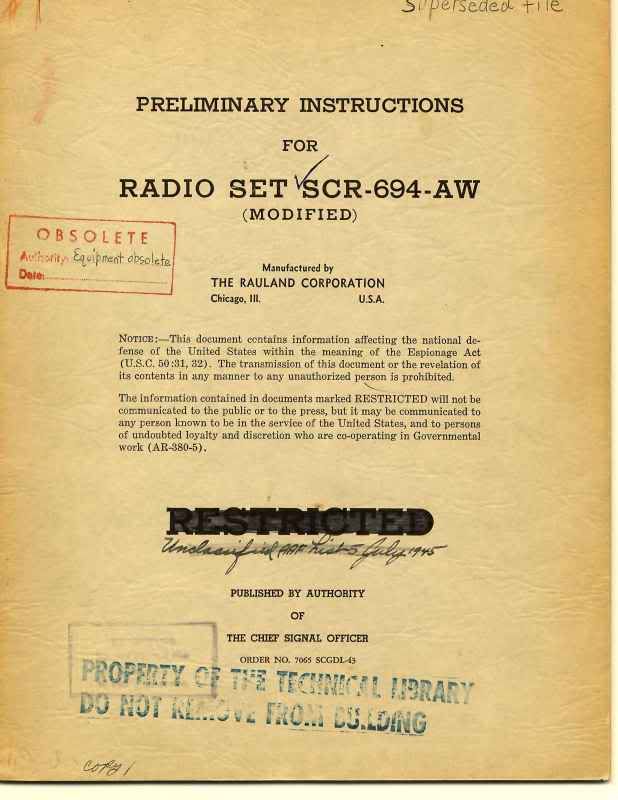 Superseded File
PRELIMINARY INSTRUCTIONS
FOR
RADIO SET SCR-694-AW
(MODIFIED)
OBSOLETE
Authority: Equipment obsolete
Date:
Manufactured by
THE RAULAND CORPORATION
Chicago, Ill. U.S.A.
NOTICE:—This document contains information affecting the national de-
fense of the United States within the meaning of the Espionage Act
(U.S.C. 50:31, 32). The transmission of this document or the revelation of
its contents in any manner to any unauthorized person is prohibited.
The information contained in documents marked RESTRICTED will not be
communicated to the public or to the press, but it may be communicated to
any person known to be in the service of the United States, and to persons
of undoubted loyalty and discretion who are co-operating in Governmental
work (AR-380-5).
RESTRICTED
Unclassified AAF List 5 July 1945
PUBLISHED BY AUTHORITY
OF
THE CHIEF SIGNAL OFFICER
ORDER NO. 7065 SCGDL-43
PROPERTY OF THE TECHNICAL LIBRARY
DO NOT REMOVE FROM BUILDING
copy 1